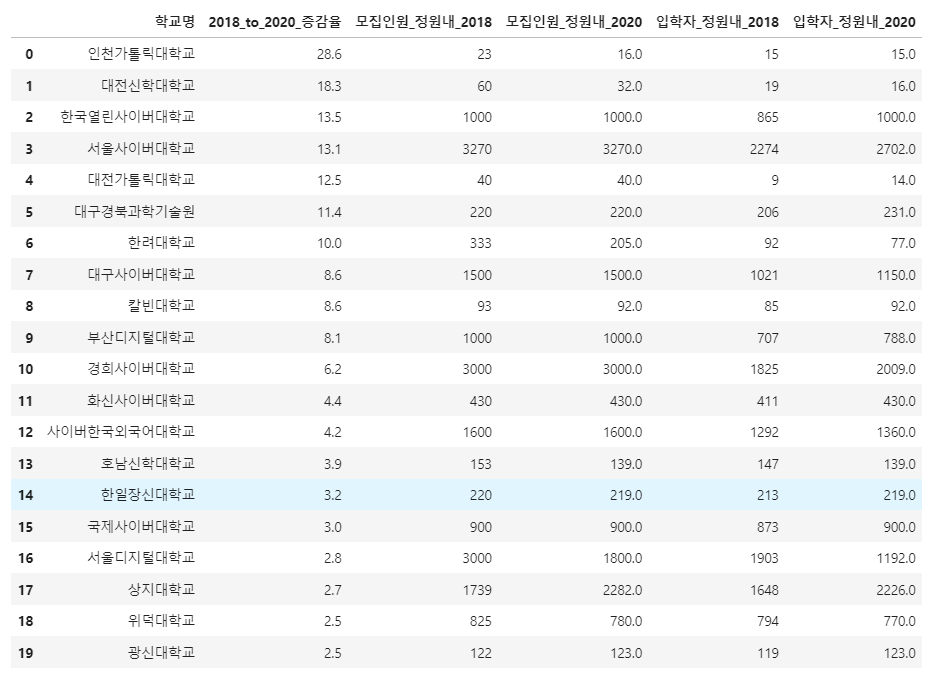 학교명 2018_to_2020_증감율 모집인원_정원내_2018 모집인원_정원내_2020 입학자_정원내_2018 입학자_정원내_2020
0 인천가톨릭대학교 28.6 23 16.0 15 15.0
1 대전신학대학교 18.3 60 32.0 19 16.0
2 한국열린사이버대학교 13.5 1000 1000.0 865 1000.0
3 서울사이버대학교 13.1 3270 3270.0 2274 2702.0
4 대전가톨릭대학교 12.5 40 40.0 9 14.0
5 대구경북과학기술원 11.4 220 220.0 206 231.0
6 한려대학교 10.0 333 205.0 92 77.0
7 대구사이버대학교 8.6 1500 1500.0 1021 1150.0
8 칼빈대학교 8.6 93 92.0 85 92.0
9 부산디지털대학교 8.1 1000 1000.0 707 788.0
10 경희사이버대학교 6.2 3000 3000.0 1825 2009.0
11 화신사이버대학교 4.4 430 430.0 411 430.0
12 사이버한국외국어대학교 4.2 1600 1600.0 1292 1360.0
13 호남신학대학교 3.9 153 139.0 147 139.0
14 한일장신대학교 3.2 220 219.0 213 219.0
15 국제사이버대학교 3.0 900 900.0 873 900.0
16 서울디지털대학교 2.8 3000 1800.0 1903 1192.0
17 상지대학교 2.7 1739 2282.0 1648 2226.0
18 위덕대학교 2.5 825 780.0 794 770.0
19 광신대학교 2.5 122 123.0 119 123.0